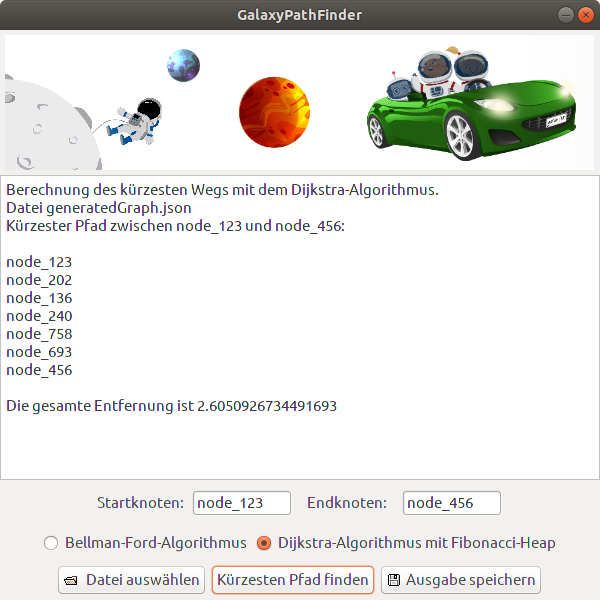 GalaxyPathFinder
Berechnung des kürzesten Wegs mit dem Dijkstra-Algorithmus.
Datei generatedGraph.json
Kürzester Pfad zwischen node_123 und node_456:
node_123
node_202
node_136
node_240
node_758
node_693
node_456
Die gesamte Entfernung ist 2.6050926734491693
Startknoten: node_123 Endknoten: node_456
Bellman-Ford-Algorithmus Dijkstra-Algorithmus mit Fibonacci-Heap
Datei auswählen Kürzesten Pfad finden Ausgabe speichern